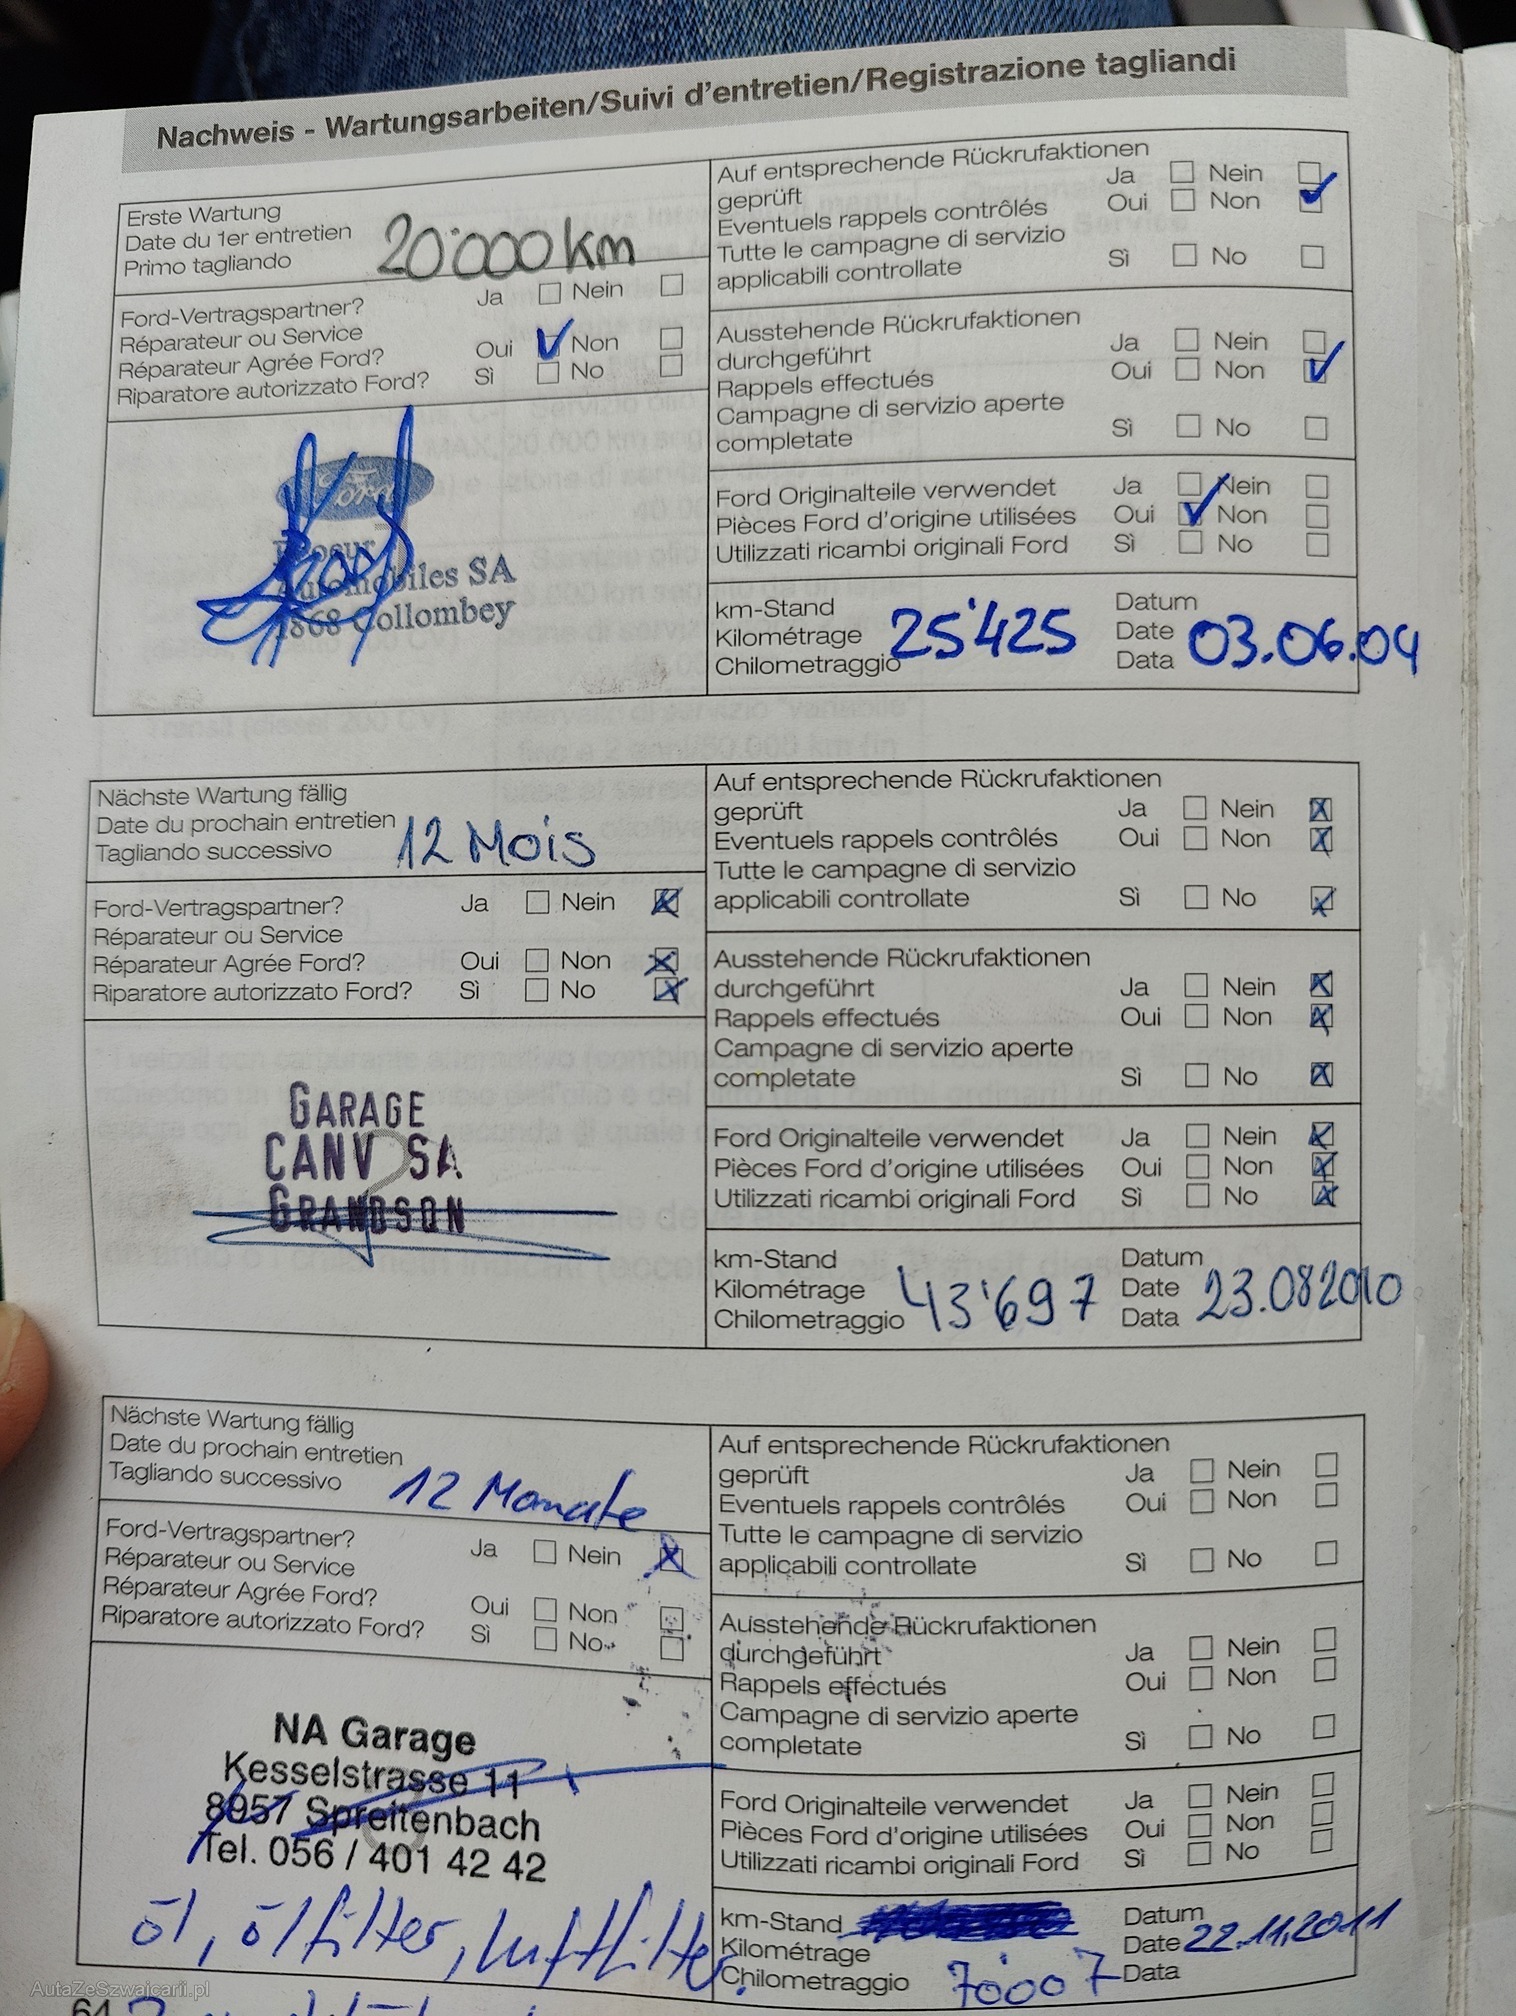 Nachweis - Wartungsarbeiten/Suivi d'entretien/Registrazione tagliandi
Erste Wartung
Date du 1er entretien
Primo tagliando
20'000 km
Ford-Vertragspartner?
Réparateur ou Service
Réparateur Agrée Ford?
Riparatore autorizzato Ford?
Ja Nein
Oui Non
Sì No
Ford
Automobiles SA
1868 Collombey
Auf entsprechende Rückrufaktionen
geprüft
Eventuels rappels contrôlés
Tutte le campagne di servizio
applicabili controllate
Ja Nein
Oui Non
Sì No
Ausstehende Rückrufaktionen
durchgeführt
Rappels effectués
Campagne di servizio aperte
completate
Ja Nein
Oui Non
Sì No
Ford Originalteile verwendet Ja Nein
Pièces Ford d'origine utilisées Oui Non
Utilizzati ricambi originali Ford Sì No
km-Stand
Kilométrage
Chilometraggio
25'425
Datum
Date
Data
03.06.09
Nächste Wartung fällig
Date du prochain entretien
Tagliando successivo
12 Mois
Ford-Vertragspartner? Ja Nein
Réparateur ou Service
Réparateur Agrée Ford? Oui Non
Riparatore autorizzato Ford? Sì No
2
GARAGE
CANV SA
GRANDSON
Auf entsprechende Rückrufaktionen
geprüft Ja Nein
Eventuels rappels contrôlés Oui Non
Tutte le campagne di servizio
applicabili controllate Sì No
Ausstehende Rückrufaktionen
durchgeführt Ja Nein
Rappels effectués Oui Non
Campagne di servizio aperte
completate Sì No
Ford Originalteile verwendet Ja Nein
Pièces Ford d'origine utilisées Oui Non
Utilizzati ricambi originali Ford Sì No
km-Stand
Kilométrage
Chilometraggio
43'697
Datum
Date
Data
23.082010
Nächste Wartung fällig
Date du prochain entretien
Tagliando successivo
12 Monate
Ford-Vertragspartner?
Réparateur ou Service
Réparateur Agrée Ford?
Riparatore autorizzato Ford?
Ja Nein
Oui Non
Sì No
NA Garage
Kesselstrasse 11
8957 Spreitenbach
Tel. 056 / 401 42 42
öl, ölfilter, luftfilter
Auf entsprechende Rückrufaktionen
geprüft Ja Nein
Eventuels rappels contrôlés Oui Non
Tutte le campagne di servizio
applicabili controllate Sì No
Ausstehende Rückrufaktionen
durchgeführt Ja Nein
Rappels effectués Oui Non
Campagne di servizio aperte
completate Sì No
Ford Originalteile verwendet Ja Nein
Pièces Ford d'origine utilisées Oui Non
Utilizzati ricambi originali Ford Sì No
km-Stand
Kilométrage
Chilometraggio
70'007
Datum
Date
Data
22.11.2011
AutaZeSzwajcarii.pl
64